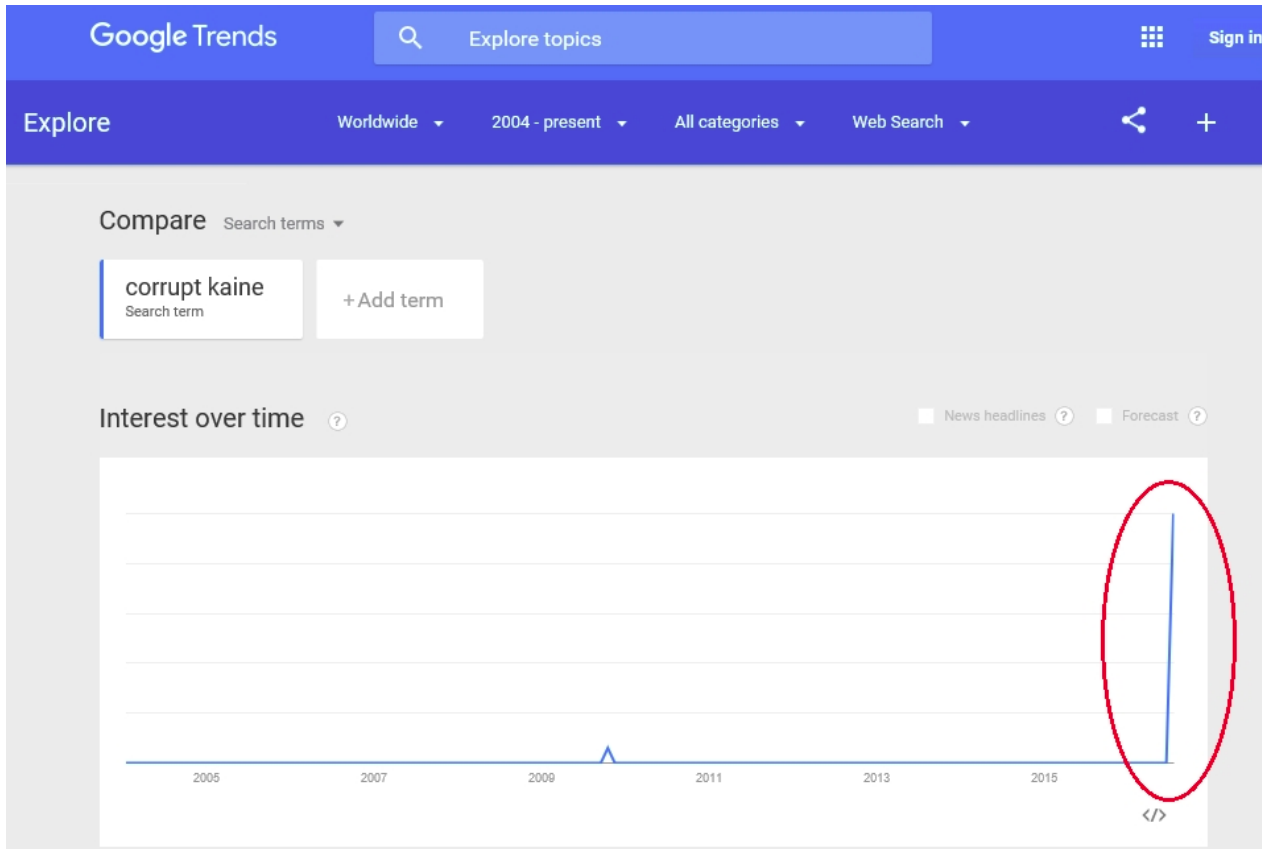 Google Trends Explore topics Sign in
Explore Worldwide 2004 - present All categories Web Search
Compare Search terms
corrupt kaine
Search term
+Add term
Interest over time ? News headlines ? Forecast ?
2005 2007 2009 2011 2013 2015
</>